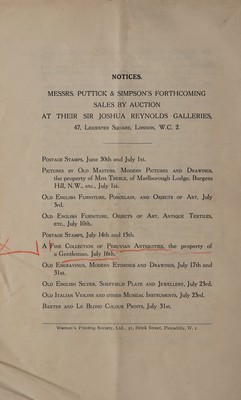 NOTICES.
MESSRS. PUTTICK & SIMPSON'S FORTHCOMING
SALES BY AUCTION
AT THEIR SIR JOSHUA REYNOLDS GALLERIES,
47, Leicester Square, London, W.C. 2.
Postage Stamps, June 30th and July 1st.
Pictures by Old Masters, Modern Pictures and Drawings,
the property of Mrs Treble, of Marlborough Lodge, Burgess
Hill, N.W., etc., July 1st.
Old English Furniture, Porcelain, and Objects of Art, July
3rd.
Old English Furniture, Objects of Art, Antique Textiles,
etc., July 10th.
Postage Stamps, July 14th and 15th.
A Fine Collection of Peruvian Antiquities, the property of
a Gentleman, July 16th.
Old Engravings, Modern Etchings and Drawings, July 17th and
31st.
Old English Silver, Sheffield Plate and Jewellery, July 23rd.
Old Italian Violins and other Musical Instruments, July 23rd.
Baxter and Le Blond Colour Prints, July 31st.
Women's Printing Society, Ltd., 31, Brick Street, Piccadilly, W. 1.